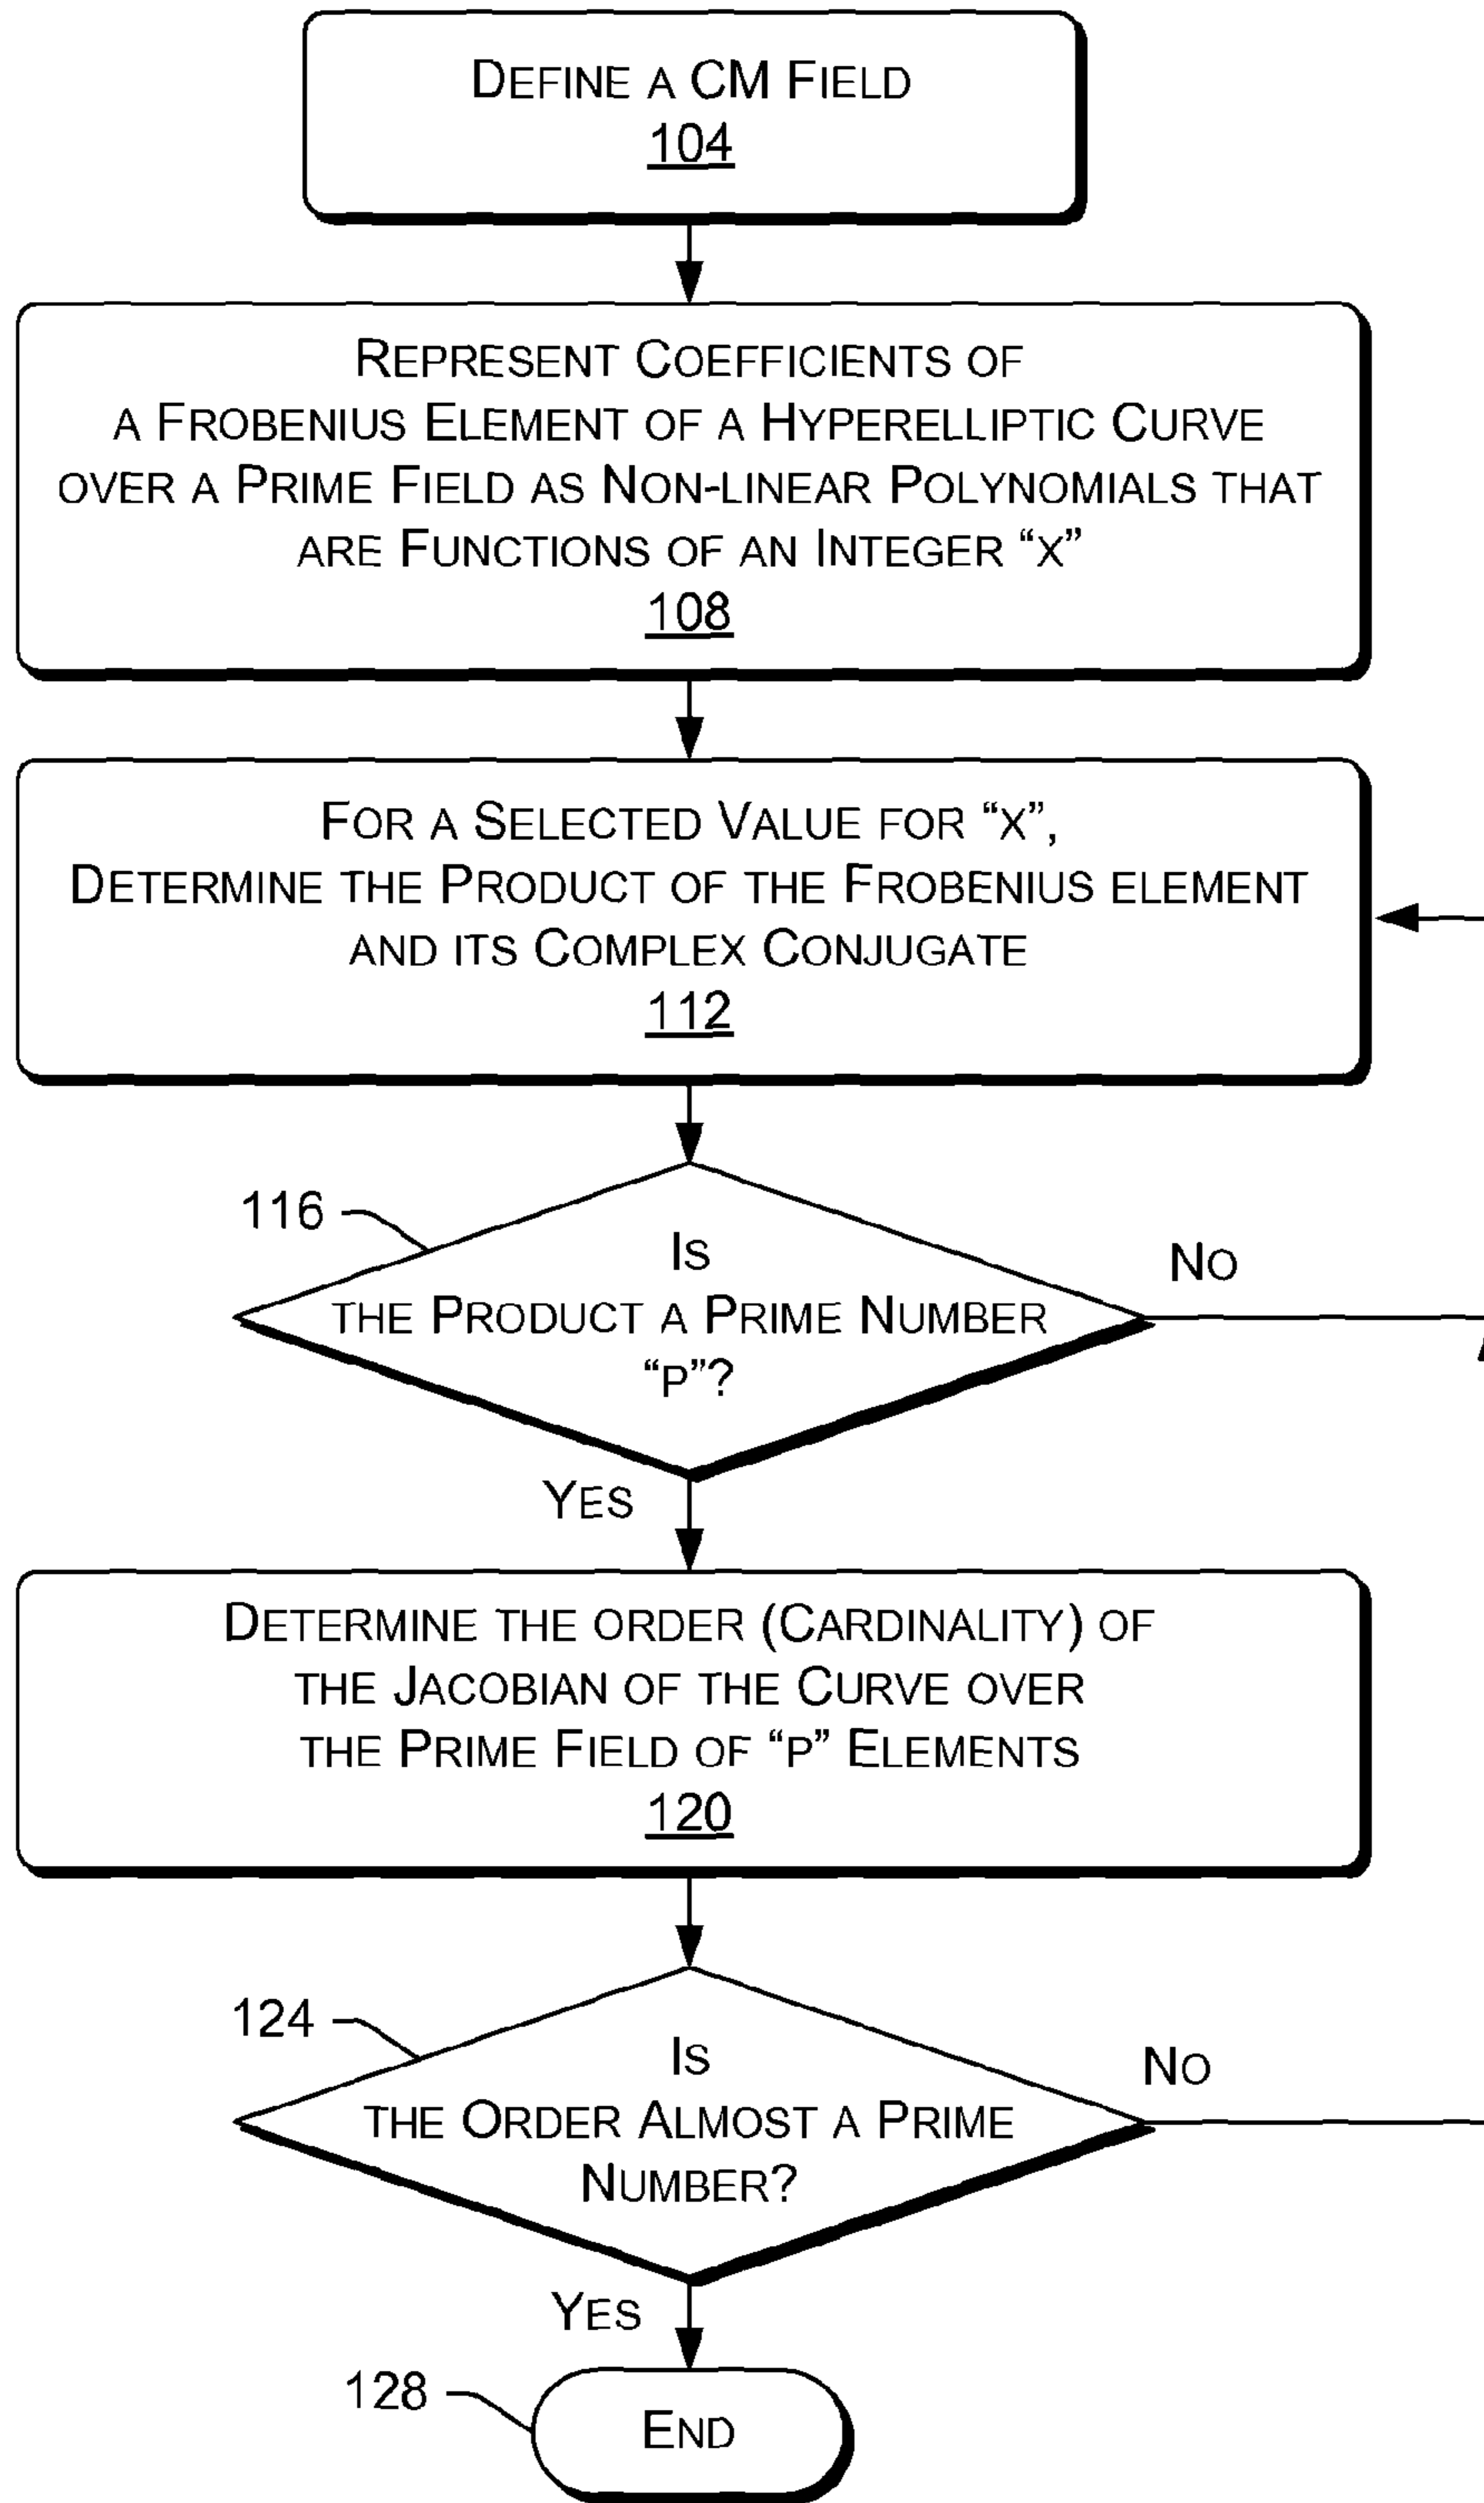 DEFINE A CM FIELD
104
REPRESENT COEFFICIENTS OF
A FROBENIUS ELEMENT OF A HYPERELLIPTIC CURVE
OVER A PRIME FIELD AS NON-LINEAR POLYNOMIALS THAT
ARE FUNCTIONS OF AN INTEGER “X”
108
FOR A SELECTED VALUE FOR “X”,
DETERMINE THE PRODUCT OF THE FROBENIUS ELEMENT
AND ITS COMPLEX CONJUGATE
112
116
IS
THE PRODUCT A PRIME NUMBER
“P”?
NO
YES
DETERMINE THE ORDER (CARDINALITY) OF
THE JACOBIAN OF THE CURVE OVER
THE PRIME FIELD OF “P” ELEMENTS
120
124
IS
THE ORDER ALMOST A PRIME
NUMBER?
NO
YES
128
END